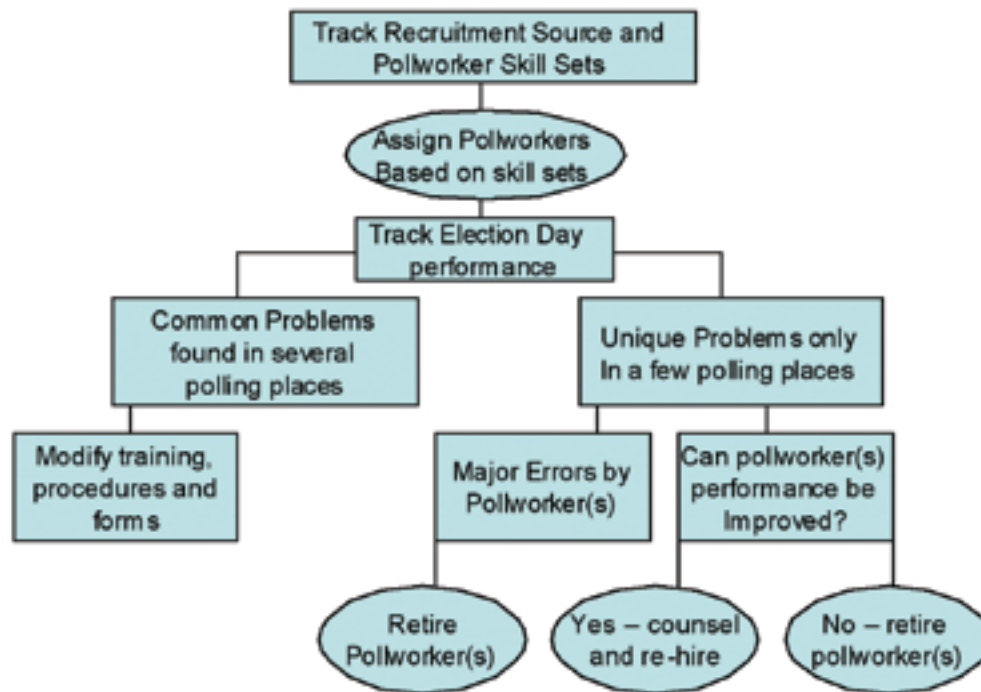 Track Recruitment Source and
Pollworker Skill Sets
Assign Pollworkers
Based on skill sets
Track Election Day
performance
Common Problems
found in several
polling places
Unique Problems only
In a few polling places
Modify training,
procedures and
forms
Major Errors by
Pollworker(s)
Can pollworker(s)
performance be
Improved?
Retire
Pollworker(s)
Yes – counsel
and re-hire
No – retire
pollworker(s)